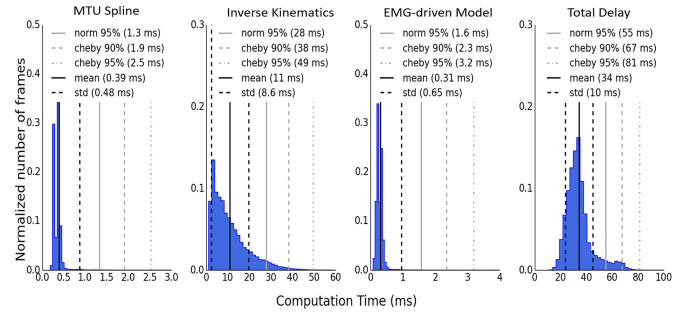 MTU Spline
Inverse Kinematics
EMG-driven Model
Total Delay
Normalized number of frames
0.5
0.4
0.3
0.2
0.1
0.0
norm 95% (1.3 ms)
cheby 90% (1.9 ms)
cheby 95% (2.5 ms)
mean (0.39 ms)
std (0.48 ms)
0.0 0.5 1.0 1.5 2.0 2.5 3.0
0.3
0.2
0.1
0.0
norm 95% (28 ms)
cheby 90% (38 ms)
cheby 95% (49 ms)
mean (11 ms)
std (8.6 ms)
0 10 20 30 40 50 60
0.5
0.4
0.3
0.2
0.1
0.0
norm 95% (1.6 ms)
cheby 90% (2.3 ms)
cheby 95% (3.2 ms)
mean (0.31 ms)
std (0.65 ms)
0 1 2 3 4
0.3
0.2
0.1
0.0
norm 95% (55 ms)
cheby 90% (67 ms)
cheby 95% (81 ms)
mean (34 ms)
std (10 ms)
0 20 40 60 80 100
Computation Time (ms)